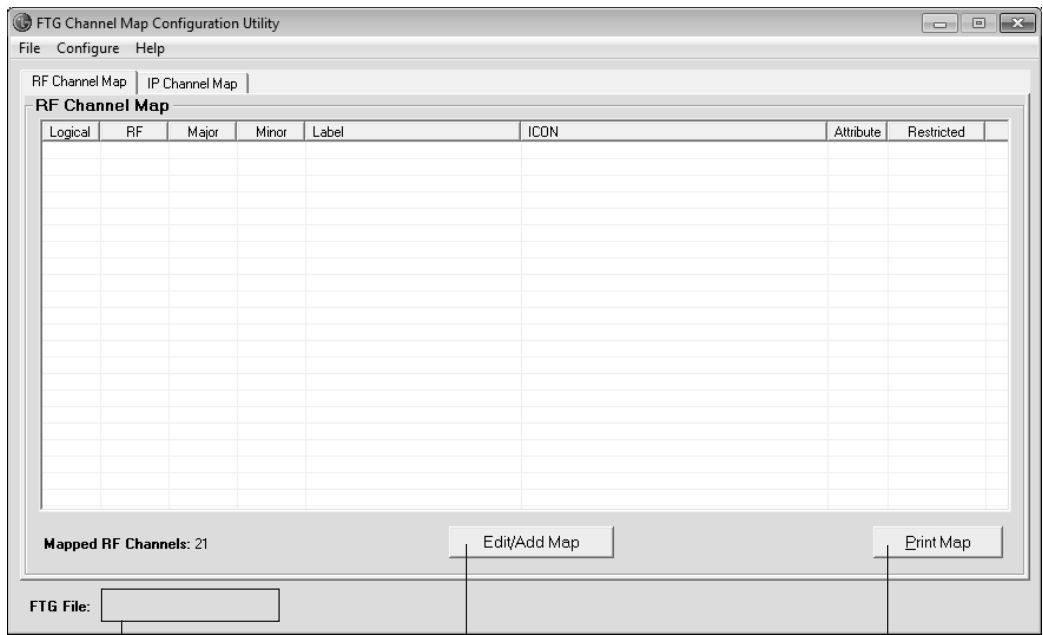 FTG Channel Map Configuration Utility
File Configure Help
RF Channel Map IP Channel Map
RF Channel Map
Logical RF Major Minor Label ICON Attribute Restricted
Mapped RF Channels: 21 Edit/Add Map Print Map
FTG File: